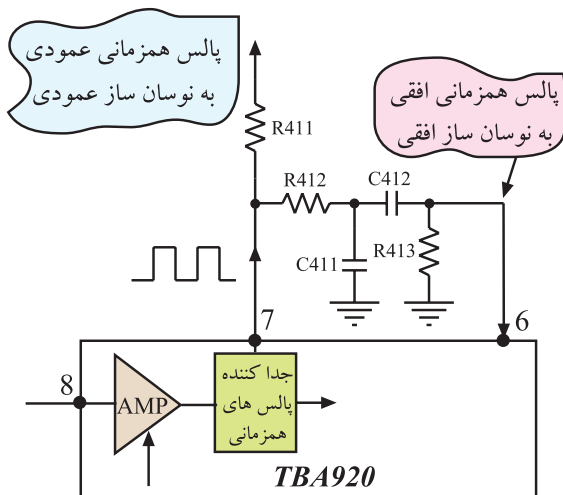 پالس همزمانی عمودی
به نوسان ساز عمودی
پالس همزمانی افقی
به نوسان ساز افقی
R411
R412
C412
C411
R413
7
6
8
AMP
جدا کننده
پالس های
همزمانی
TBA920